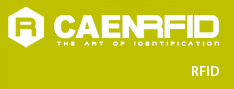 R CAENRFID
THE ART OF IDENTIFICATION
RFID